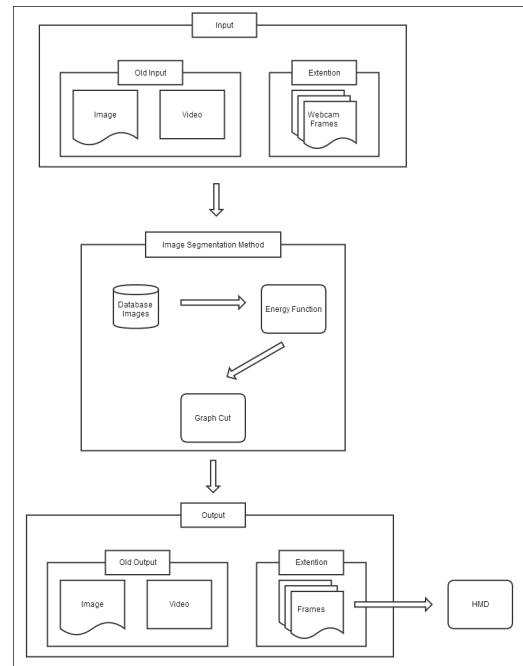 Input
Old Input
Extention
Image
Video
Webcam
Frames
Image Segmentation Method
Database
Images
Energy Function
Graph Cut
Output
Old Output
Extention
Image
Video
Frames
HMD